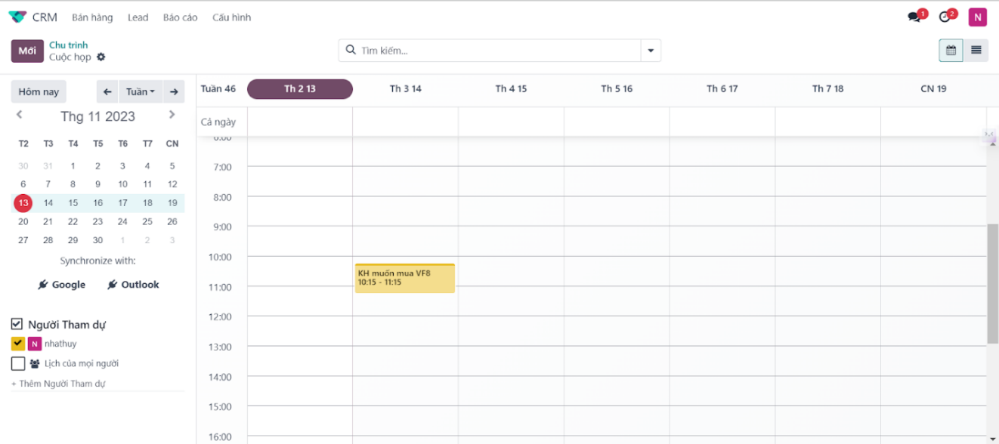 CRM Bán hàng Lead Báo cáo Cấu hình 1 2 N
Mới Chu trình
Cuộc họp
Tìm kiếm...
Hôm nay Tuần
Thg 11 2023
T2 T3 T4 T5 T6 T7 CN
30 31 1 2 3 4 5
6 7 8 9 10 11 12
13 14 15 16 17 18 19
20 21 22 23 24 25 26
27 28 29 30 1 2 3
Synchronize with:
Google Outlook
Người Tham dự
N nhathuy
Lịch của mọi người
+ Thêm Người Tham dự
Tuần 46 Th 2 13 Th 3 14 Th 4 15 Th 5 16 Th 6 17 Th 7 18 CN 19
Cả ngày
6:00
7:00
8:00
9:00
10:00
KH muốn mua VF8
10:15 - 11:15
11:00
12:00
13:00
14:00
15:00
16:00